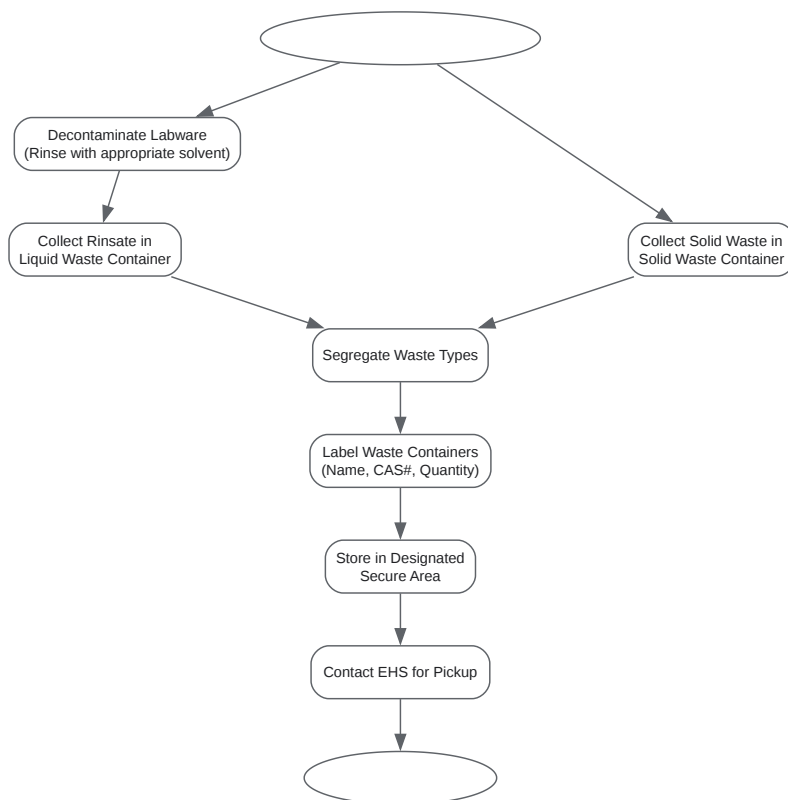 Decontaminate Labware
(Rinse with appropriate solvent)
Collect Rinsate in
Liquid Waste Container
Collect Solid Waste in
Solid Waste Container
Segregate Waste Types
Label Waste Containers
(Name, CAS#, Quantity)
Store in Designated
Secure Area
Contact EHS for Pickup